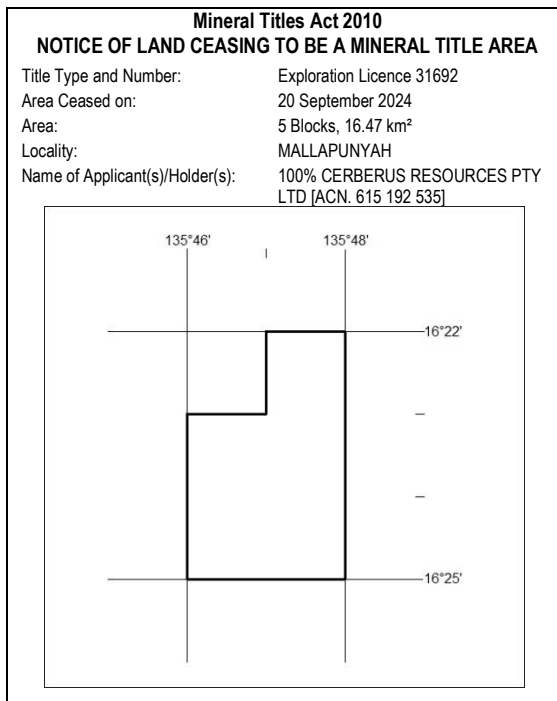 Mineral Titles Act 2010
NOTICE OF LAND CEASING TO BE A MINERAL TITLE AREA
Title Type and Number: Exploration Licence 31692
Area Ceased on: 20 September 2024
Area: 5 Blocks, 16.47 km²
Locality: MALLAPUNYAH
Name of Applicant(s)/Holder(s): 100% CERBERUS RESOURCES PTY
LTD [ACN. 615 192 535]
135°46' 135°48'
16°22'
16°25'